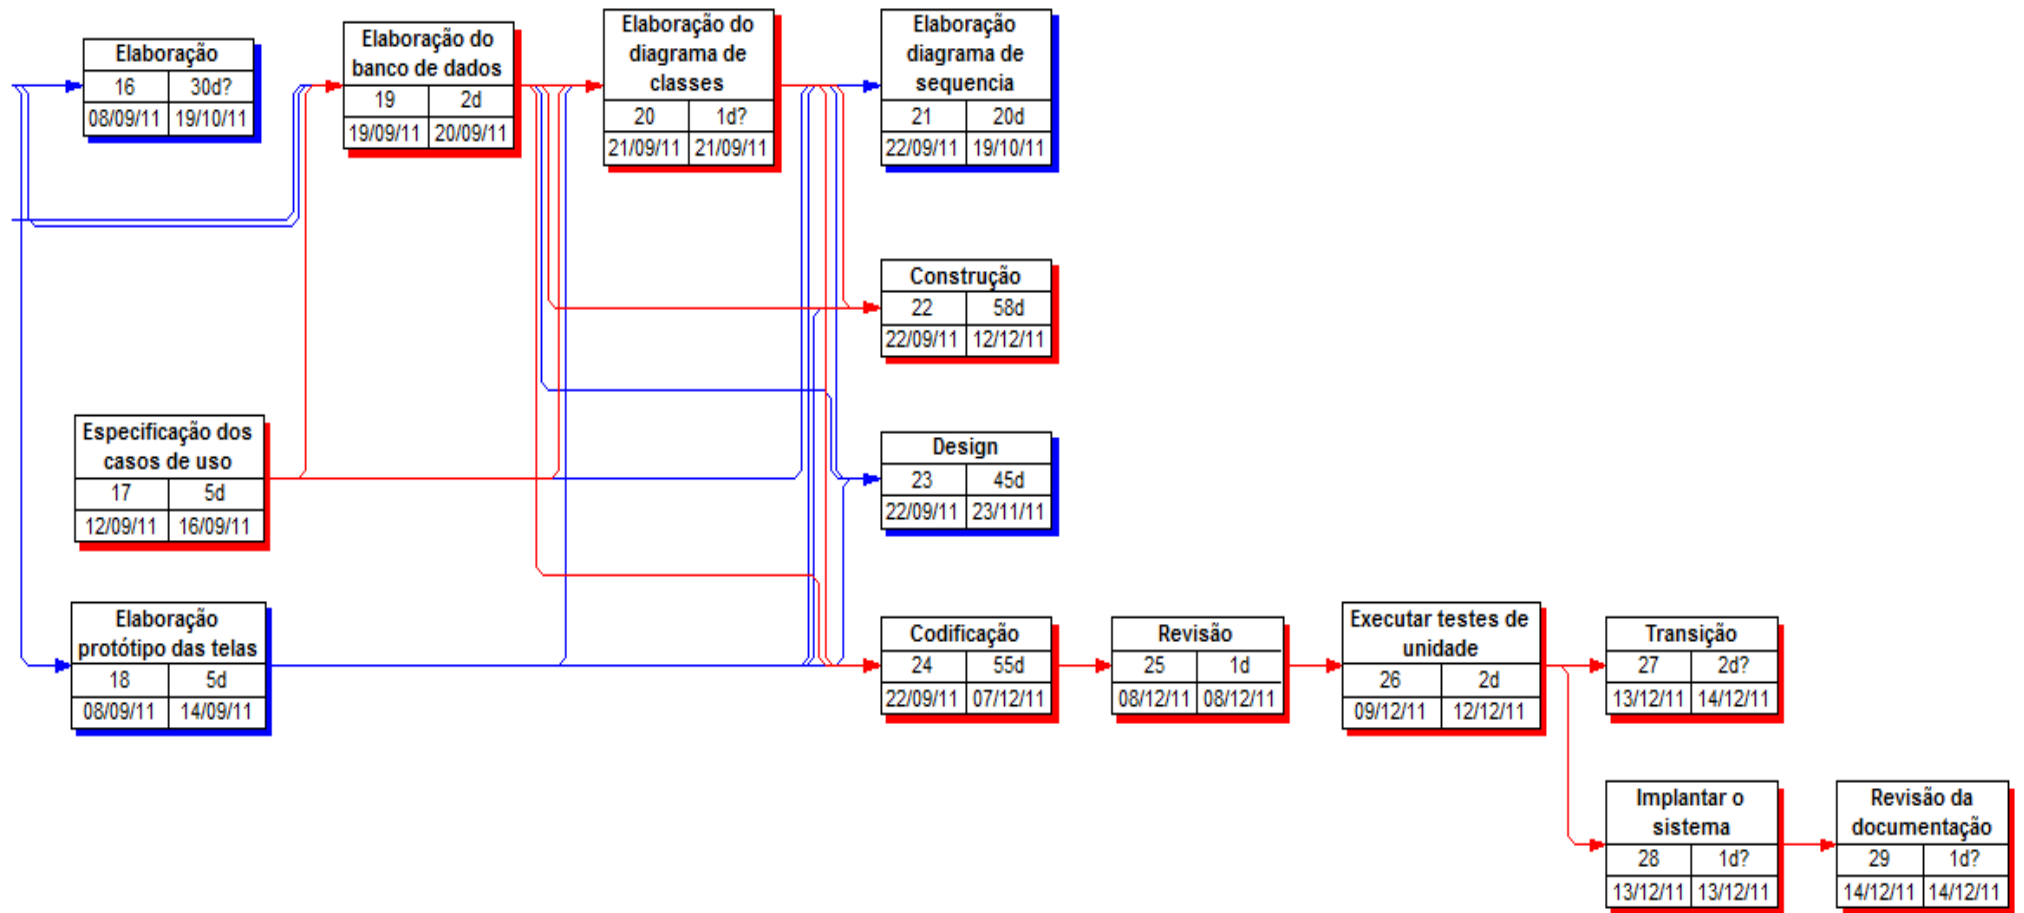 Elaboração
16 30d?
08/09/11 19/10/11
Elaboração do
banco de dados
19 2d
19/09/11 20/09/11
Elaboração do
diagrama de
classes
20 1d?
21/09/11 21/09/11
Elaboração
diagrama de
sequencia
21 20d
22/09/11 19/10/11
Construção
22 58d
22/09/11 12/12/11
Especificação dos
casos de uso
17 5d
12/09/11 16/09/11
Design
23 45d
22/09/11 23/11/11
Elaboração
protótipo das telas
18 5d
08/09/11 14/09/11
Codificação
24 55d
22/09/11 07/12/11
Revisão
25 1d
08/12/11 08/12/11
Executar testes de
unidade
26 2d
09/12/11 12/12/11
Transição
27 2d?
13/12/11 14/12/11
Implantar o
sistema
28 1d?
13/12/11 13/12/11
Revisão da
documentação
29 1d?
14/12/11 14/12/11